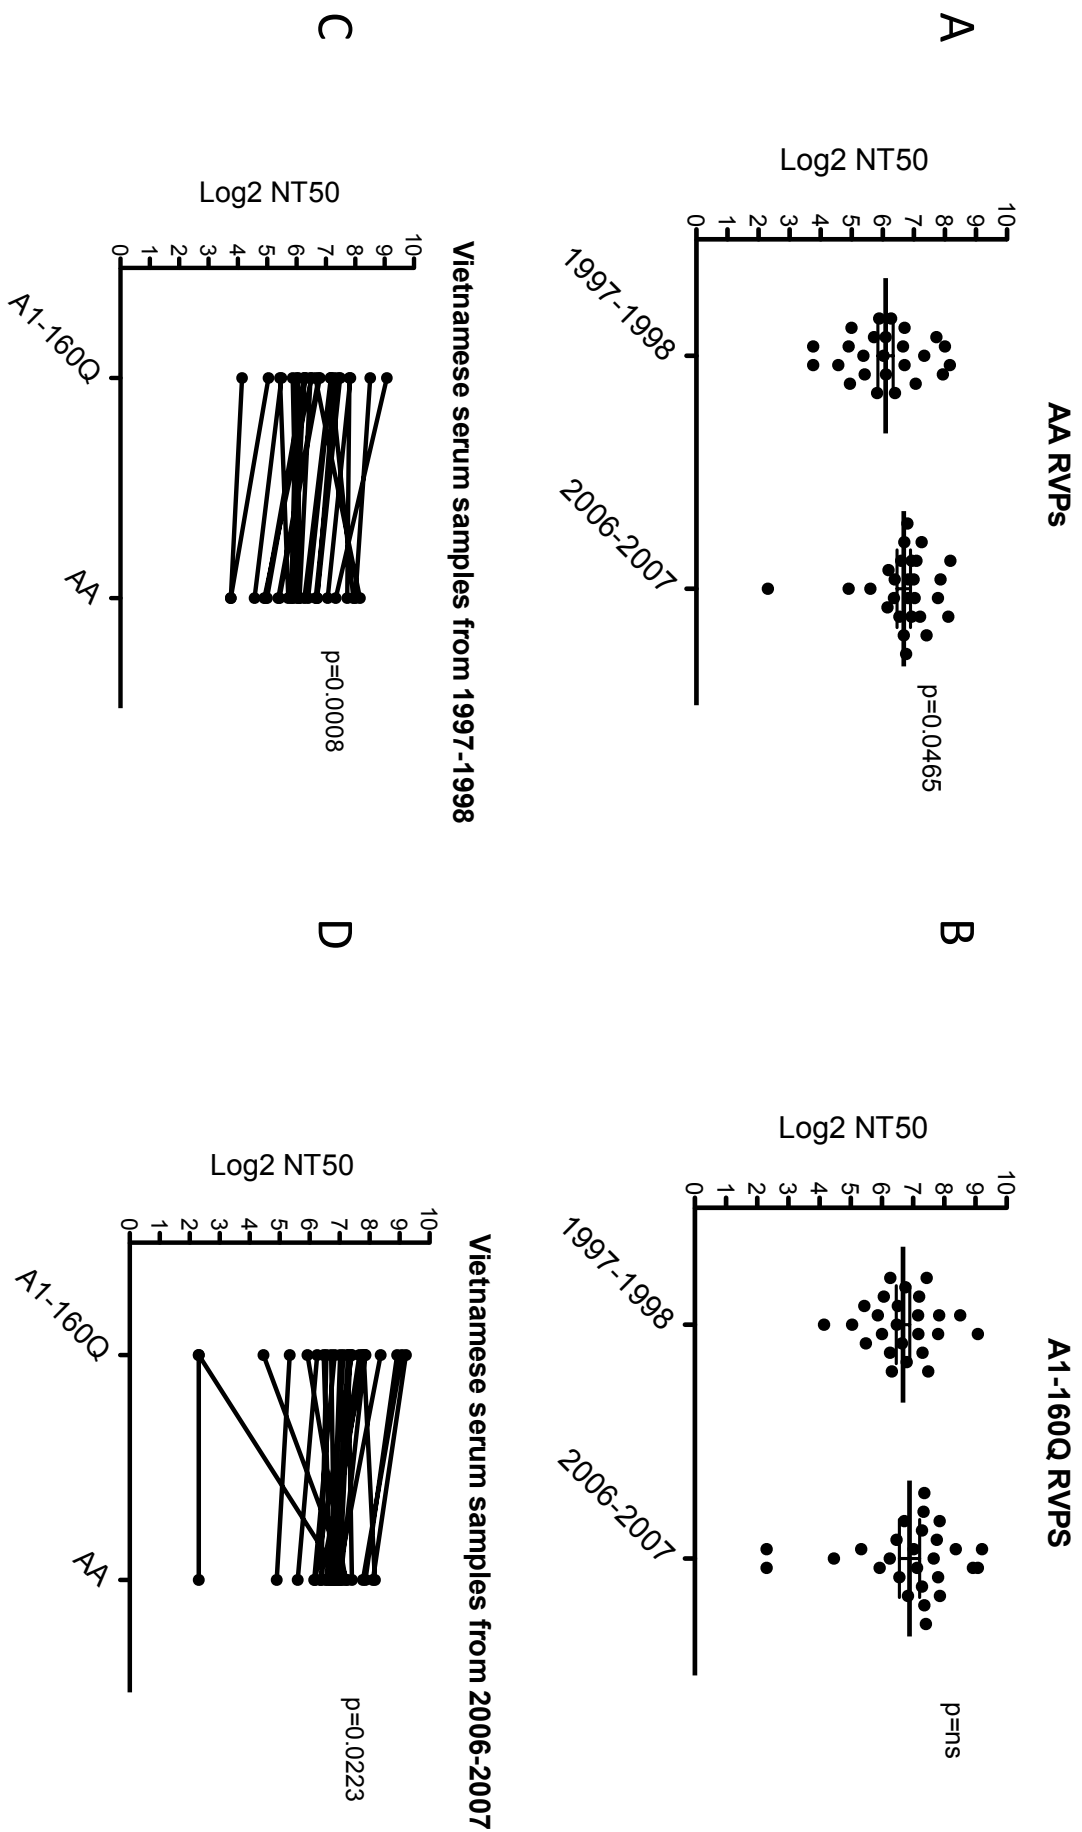 A
AA RVPs
Log2 NT50
10
9
8
7
6
5
4
3
2
1
0
1997-1998
2006-2007
p=0.0465
B
A1-160Q RVPS
Log2 NT50
10
9
8
7
6
5
4
3
2
1
0
1997-1998
2006-2007
p=ns
C
Vietnamese serum samples from 1997-1998
Log2 NT50
10
9
8
7
6
5
4
3
2
1
0
A1-160Q
AA
p=0.0008
D
Vietnamese serum samples from 2006-2007
Log2 NT50
10
9
8
7
6
5
4
3
2
1
0
A1-160Q
AA
p=0.0223